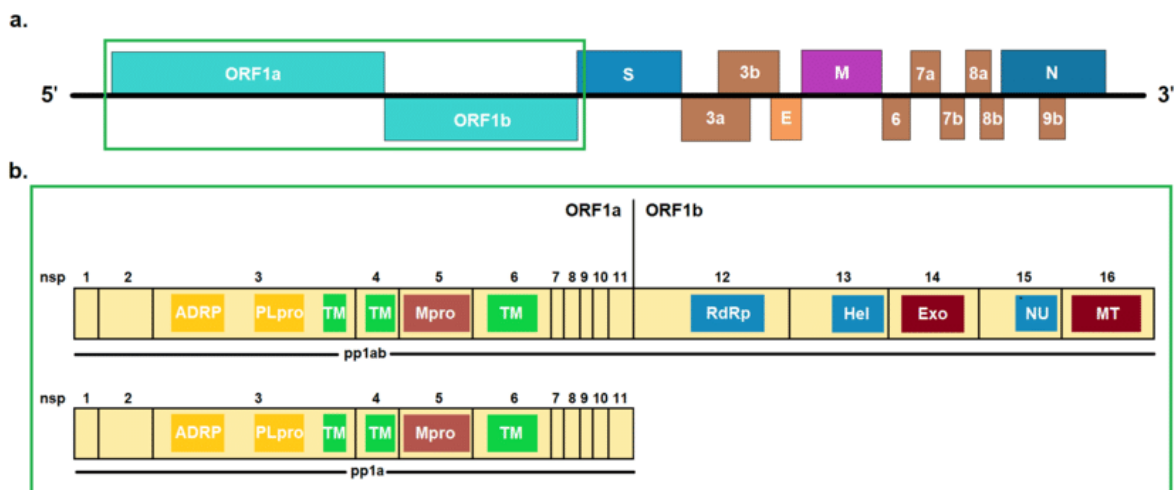 a.
ORF1a S 3b M 7a 8a N
5' 3'
ORF1b 3a E 6 7b 8b 9b
b.
ORF1a ORF1b
nsp 1 2 3 4 5 6 7 8 9 10 11 12 13 14 15 16
ADRP PLpro TM TM Mpro TM RdRp Hel Exo NU MT
pp1ab
nsp 1 2 3 4 5 6 7 8 9 10 11
ADRP PLpro TM TM Mpro TM
pp1a